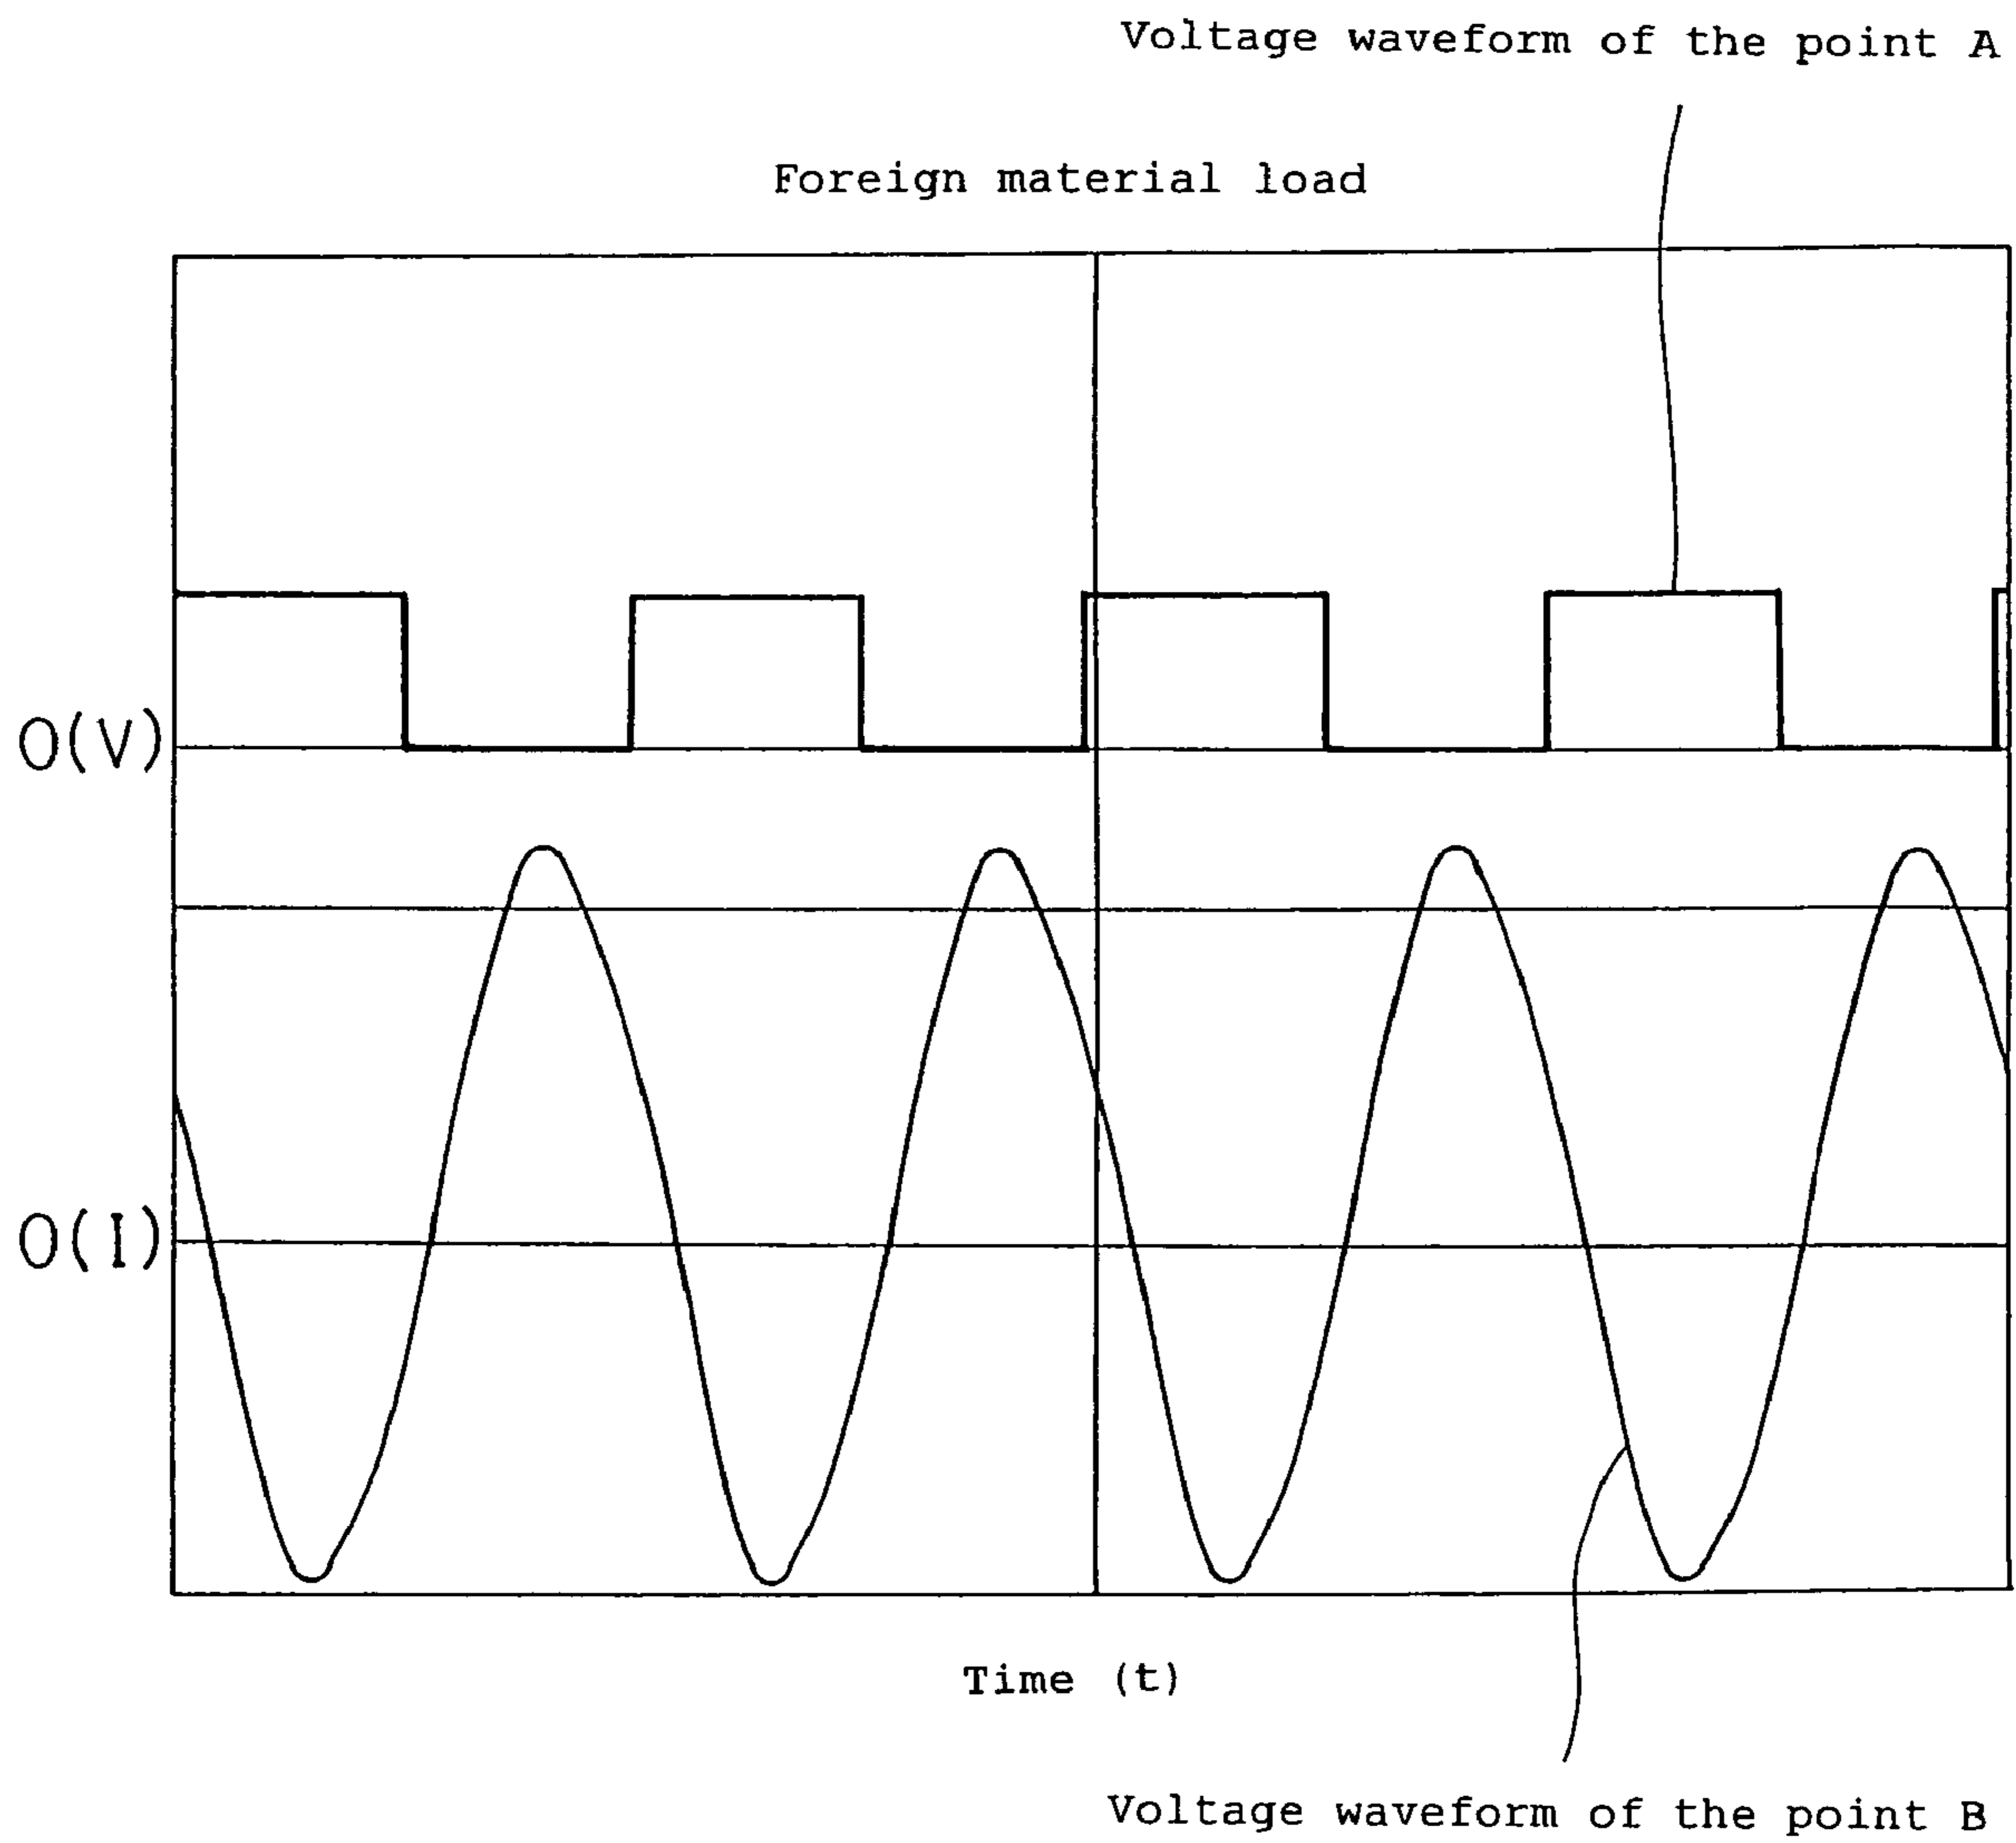 Voltage waveform of the point A
Foreign material load
O(V)
O(I)
Time (t)
Voltage waveform of the point B